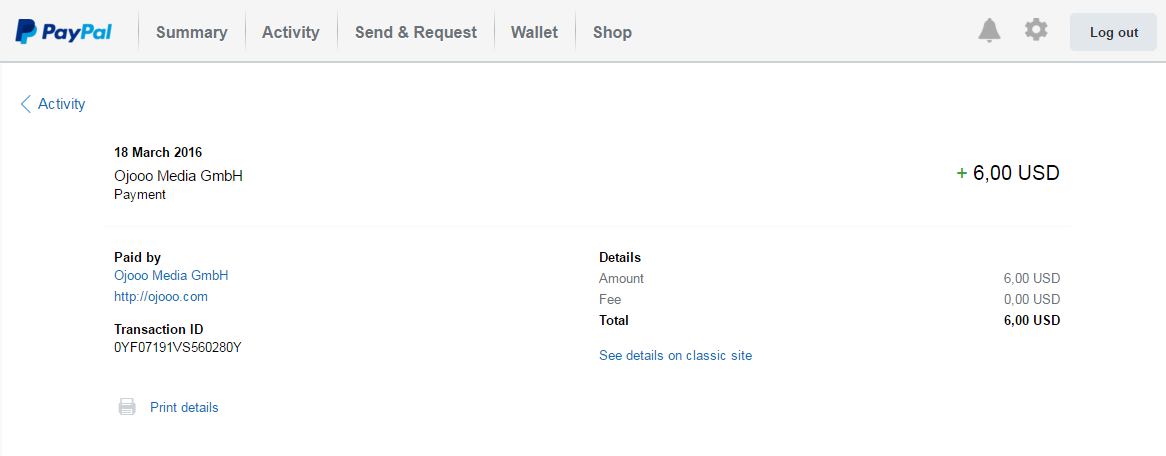 PayPal Summary Activity Send & Request Wallet Shop Log out
Activity
18 March 2016
Ojooo Media GmbH
Payment
+ 6,00 USD
Paid by
Ojooo Media GmbH
http://ojooo.com
Transaction ID
0YF07191VS560280Y
Print details
Details
Amount 6,00 USD
Fee 0,00 USD
Total 6,00 USD
See details on classic site